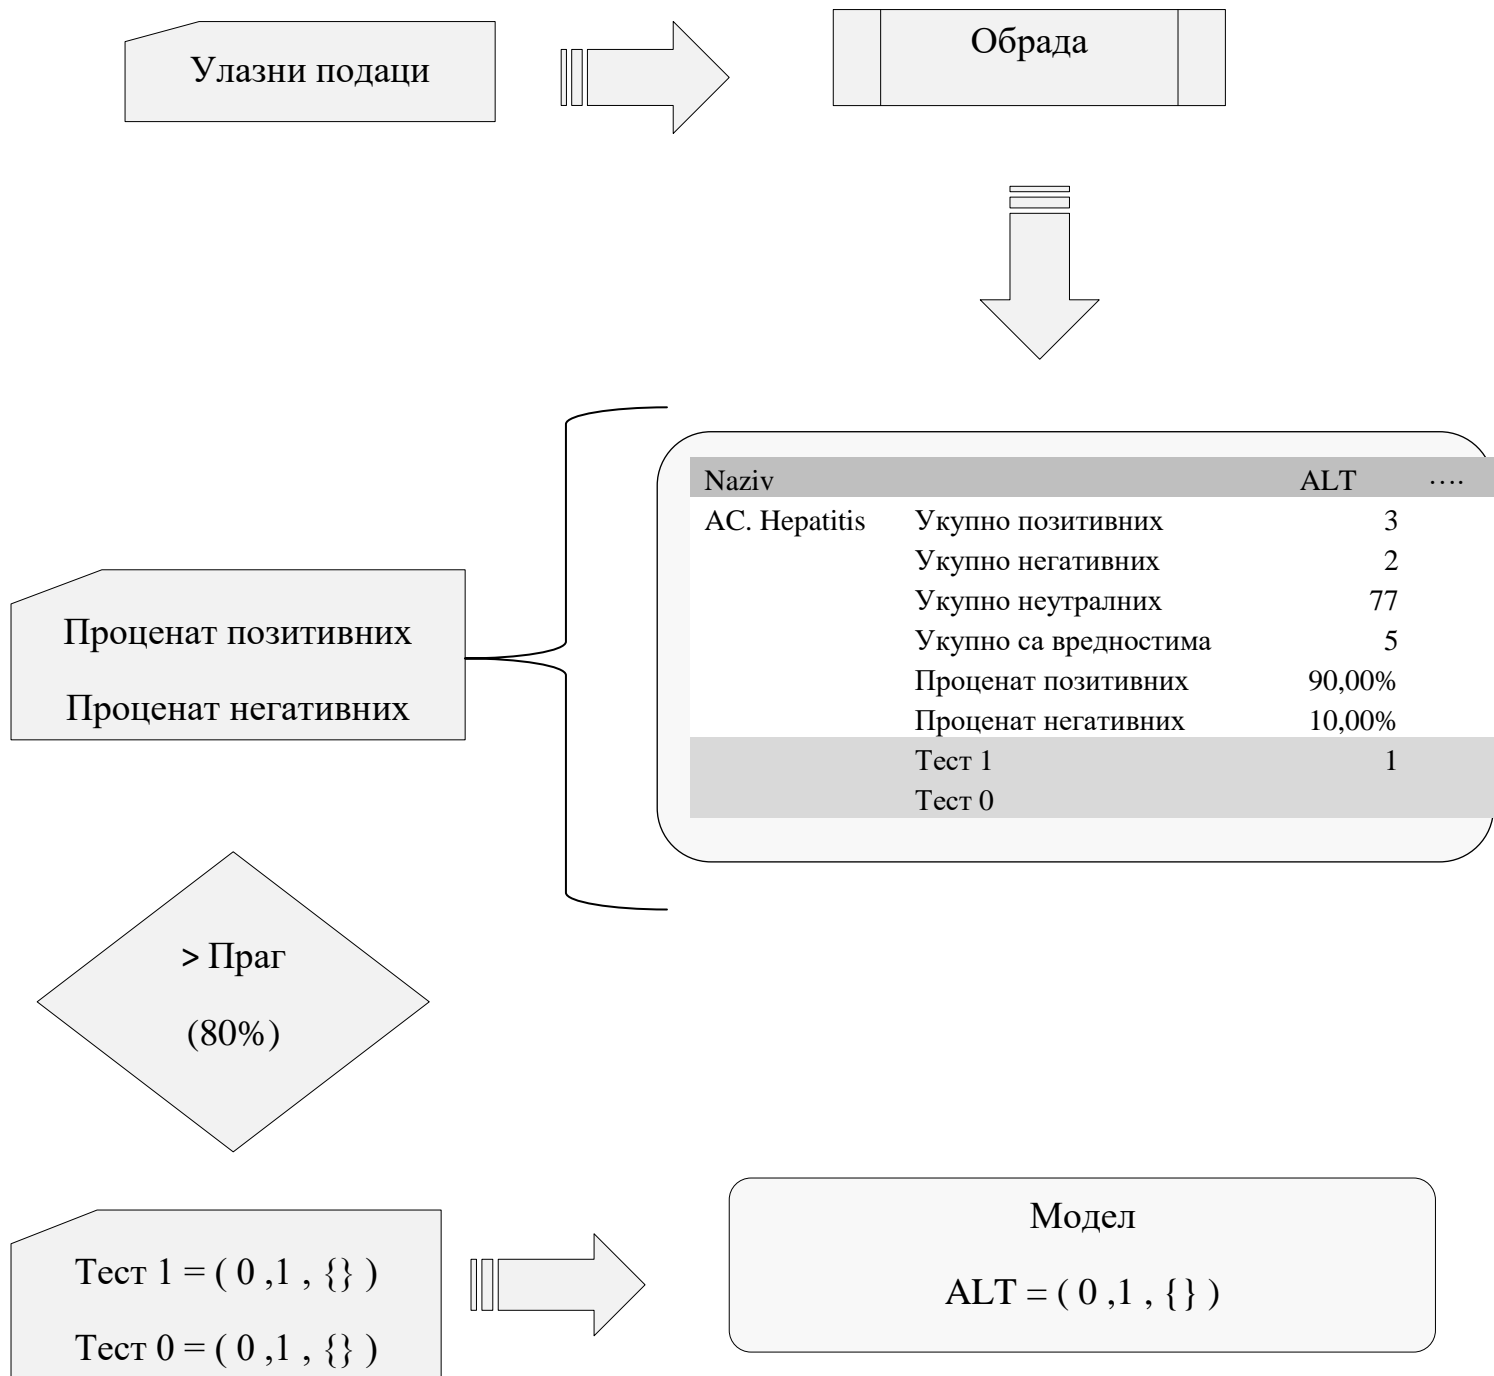 Улазни подаци
Обрада
Naziv ALT ....
AC. Hepatitis Укупно позитивних 3
Укупно негативних 2
Укупно неутралних 77
Укупно са вредностима 5
Проценат позитивних 90,00%
Проценат негативних 10,00%
Тест 1 1
Тест 0
Проценат позитивних
Проценат негативних
> Праг
(80%)
Тест 1 = ( 0 ,1 , {} )
Тест 0 = ( 0 ,1 , {} )
Модел
ALT = ( 0 ,1 , { } )